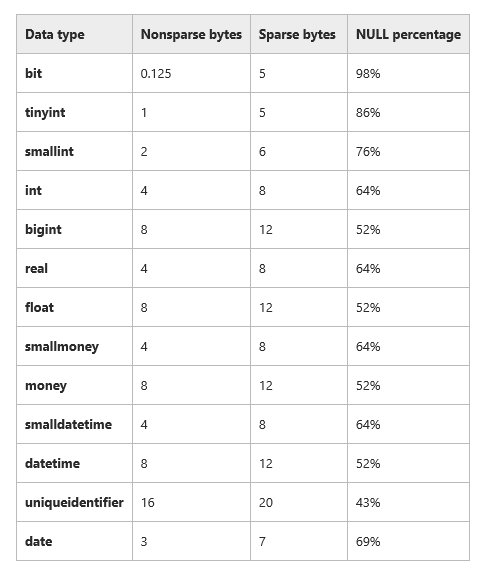 Data type Nonsparse bytes Sparse bytes NULL percentage
bit 0.125 5 98%
tinyint 1 5 86%
smallint 2 6 76%
int 4 8 64%
bigint 8 12 52%
real 4 8 64%
float 8 12 52%
smallmoney 4 8 64%
money 8 12 52%
smalldatetime 4 8 64%
datetime 8 12 52%
uniqueidentifier 16 20 43%
date 3 7 69%